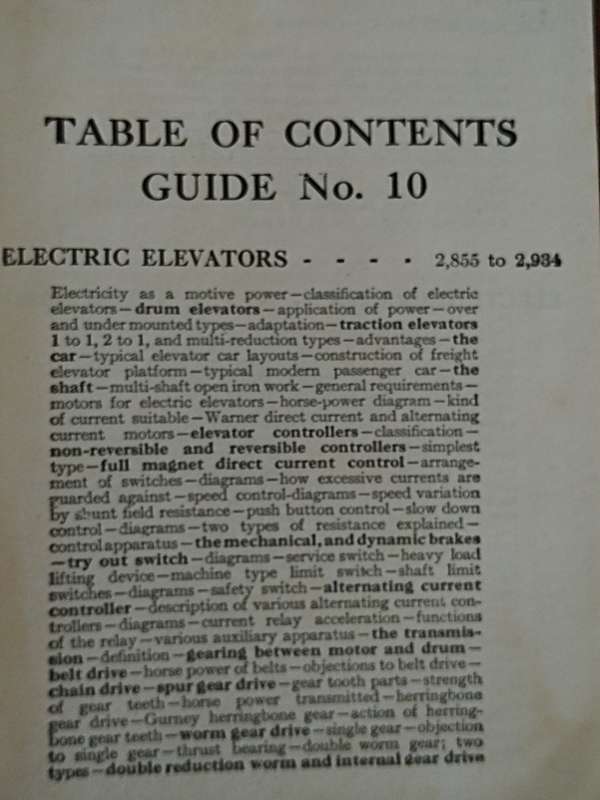 TABLE OF CONTENTS
GUIDE No. 10
ELECTRIC ELEVATORS - - - - 2,855 to 2,934
Electricity as a motive power—classification of electric
elevators—drum elevators—application of power—over
and under mounted types—adaptation—traction elevators
1 to 1, 2 to 1, and multi-reduction types—advantages—the
car—typical elevator car layouts—construction of freight
elevator platform—typical modern passenger car—the
shaft—multi-shaft open iron work—general requirements—
motors for electric elevators—horse-power diagram—kind
of current suitable—Warner direct current and alternating
current motors—elevator controllers—classification—
non-reversible and reversible controllers—simplest
type—full magnet direct current control—arrange-
ment of switches—diagrams—how excessive currents are
guarded against—speed control-diagrams—speed variation
by shunt field resistance—push button control—slow down
control—diagrams—two types of resistance explained—
control apparatus—the mechanical, and dynamic brakes
—try out switch—diagrams—service switch—heavy load
lifting device—machine type limit switch—shaft limit
switches—diagrams—safety switch—alternating current
controller—description of various alternating current con-
trollers—diagrams—current relay acceleration—functions
of the relay—various auxiliary apparatus—the transmis-
sion—definition—gearing between motor and drum—
belt drive—horse power of belts—objections to belt drive—
chain drive—spur gear drive—gear tooth parts—strength
of gear teeth—horse power transmitted—herringbone
gear drive—Gurney herringbone gear—action of herring-
bone gear teeth—worm gear drive—single gear—objection
to single gear—thrust bearing—double worm gear; two
types—double reduction worm and internal gear drive